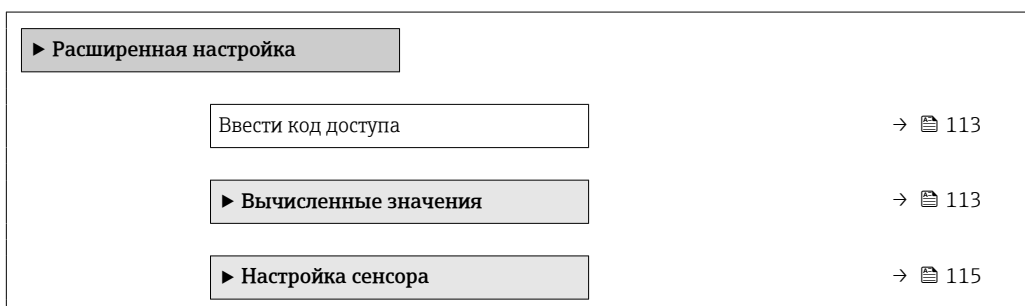 ▶ Расширенная настройка
Ввести код доступа → 113
▶ Вычисленные значения → 113
▶ Настройка сенсора → 115